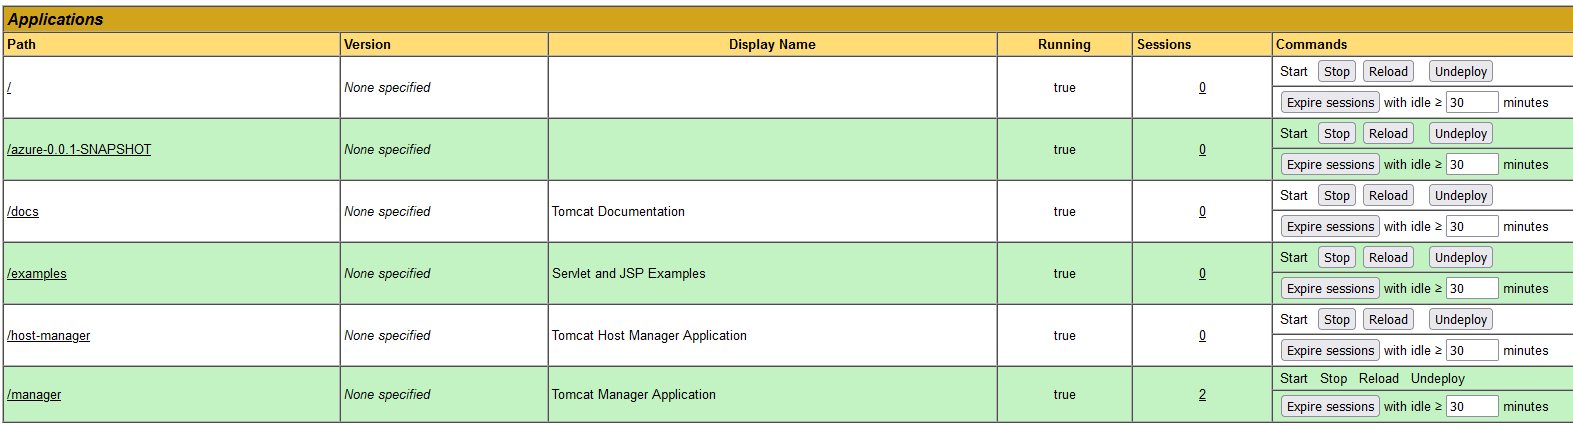 Applications
Path Version Display Name Running Sessions Commands
/ None specified true 0 Start Stop Reload Undeploy
Expire sessions with idle ≥ 30 minutes
/azure-0.0.1-SNAPSHOT None specified true 0 Start Stop Reload Undeploy
Expire sessions with idle ≥ 30 minutes
/docs None specified Tomcat Documentation true 0 Start Stop Reload Undeploy
Expire sessions with idle ≥ 30 minutes
/examples None specified Servlet and JSP Examples true 0 Start Stop Reload Undeploy
Expire sessions with idle ≥ 30 minutes
/host-manager None specified Tomcat Host Manager Application true 0 Start Stop Reload Undeploy
Expire sessions with idle ≥ 30 minutes
/manager None specified Tomcat Manager Application true 2 Start Stop Reload Undeploy
Expire sessions with idle ≥ 30 minutes